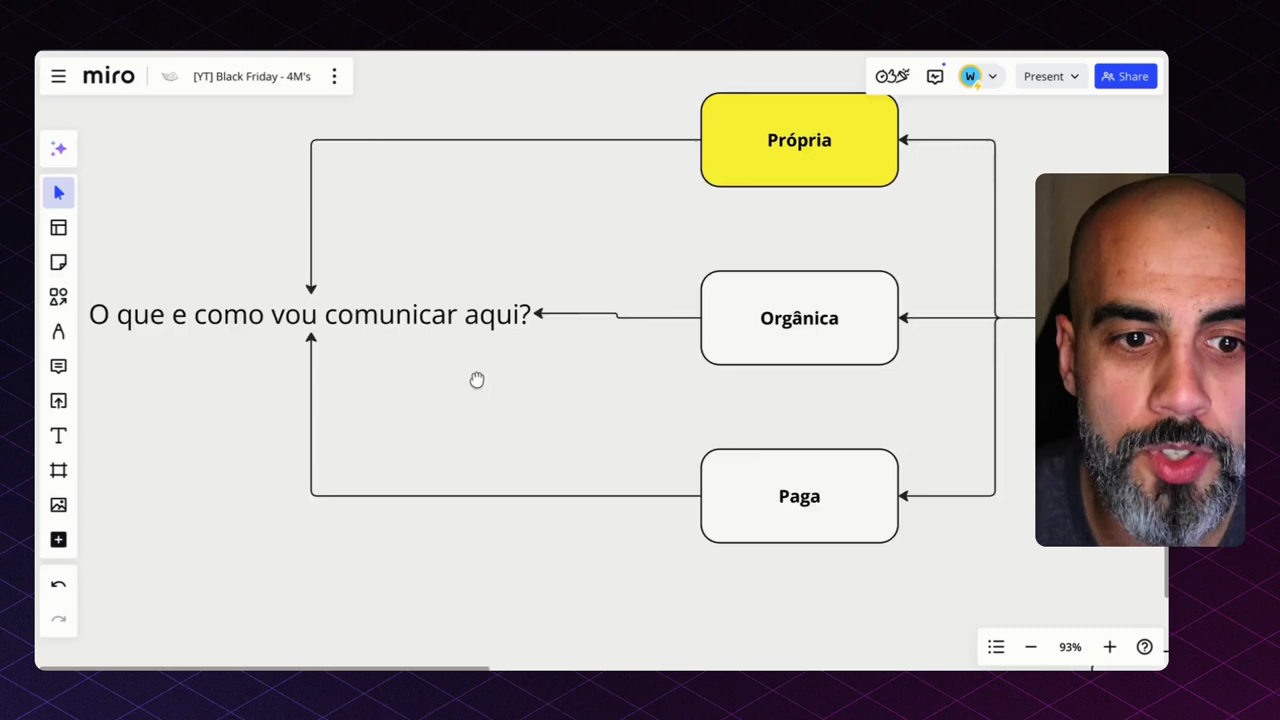 miro
[YT] Black Friday - 4M's
W
Present
Share
Própria
O que e como vou comunicar aqui?
Orgânica
Paga
93%